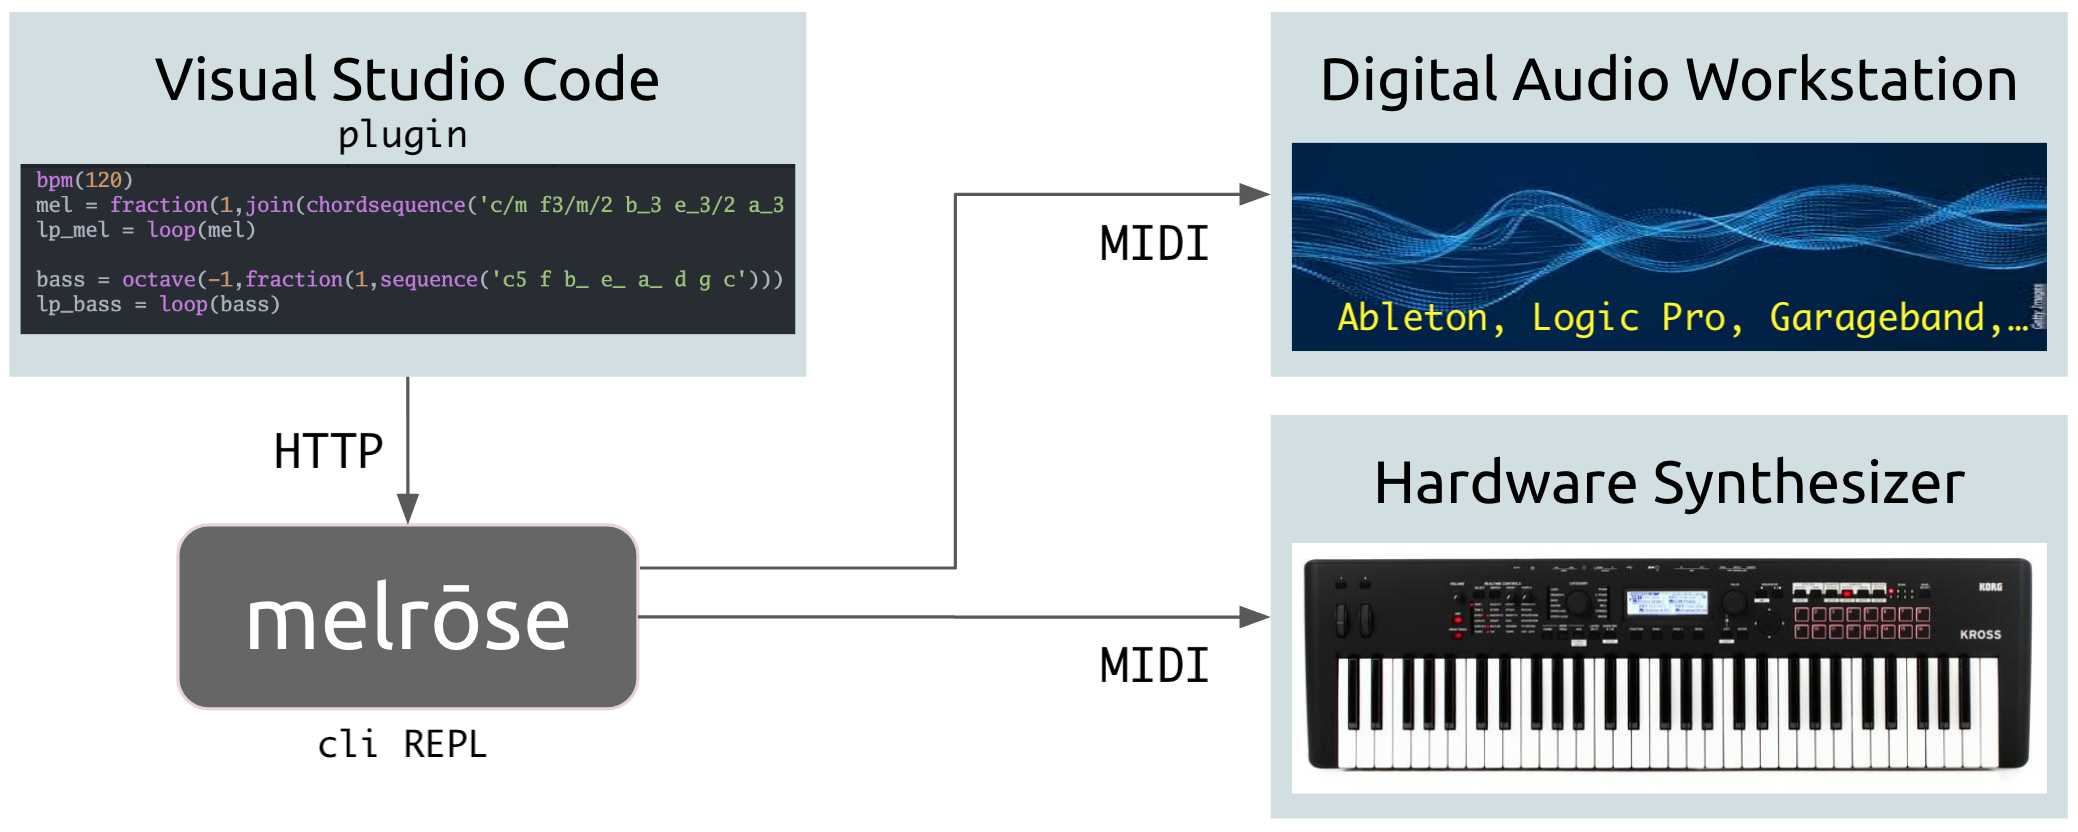 Visual Studio Code
plugin
bpm(120)
mel = fraction(1,join(chordsequence('c/m f3/m/2 b_3 e_3/2 a_3
lp_mel = loop(mel)
bass = octave(-1,fraction(1,sequence('c5 f b_ e_ a_ d g c')))
lp_bass = loop(bass)
HTTP
melrōse
cli REPL
MIDI
MIDI
Digital Audio Workstation
Ableton, Logic Pro, Garageband,…
Getty Images
Hardware Synthesizer
KORG
KROSS